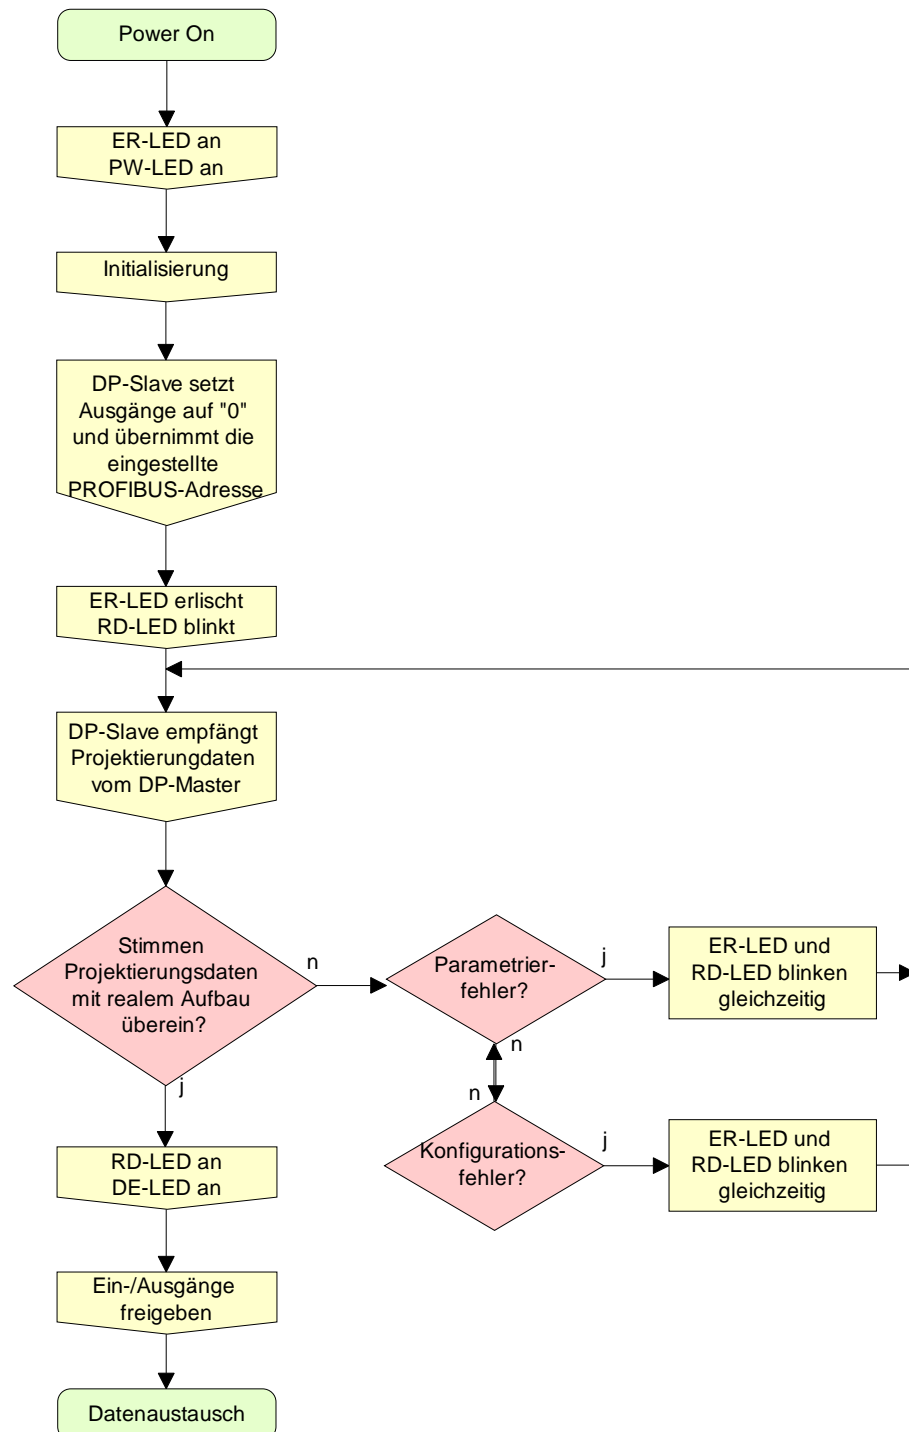 Power On
ER-LED an
PW-LED an
Initialisierung
DP-Slave setzt
Ausgänge auf "0"
und übernimmt die
eingestellte
PROFIBUS-Adresse
ER-LED erlischt
RD-LED blinkt
DP-Slave empfängt
Projektierungdaten
vom DP-Master
Stimmen
Projektierungsdaten
mit realem Aufbau
überein?
n
j
Parametrier-
fehler?
j
n
ER-LED und
RD-LED blinken
gleichzeitig
n
Konfigurations-
fehler?
j
ER-LED und
RD-LED blinken
gleichzeitig
RD-LED an
DE-LED an
Ein-/Ausgänge
freigeben
Datenaustausch